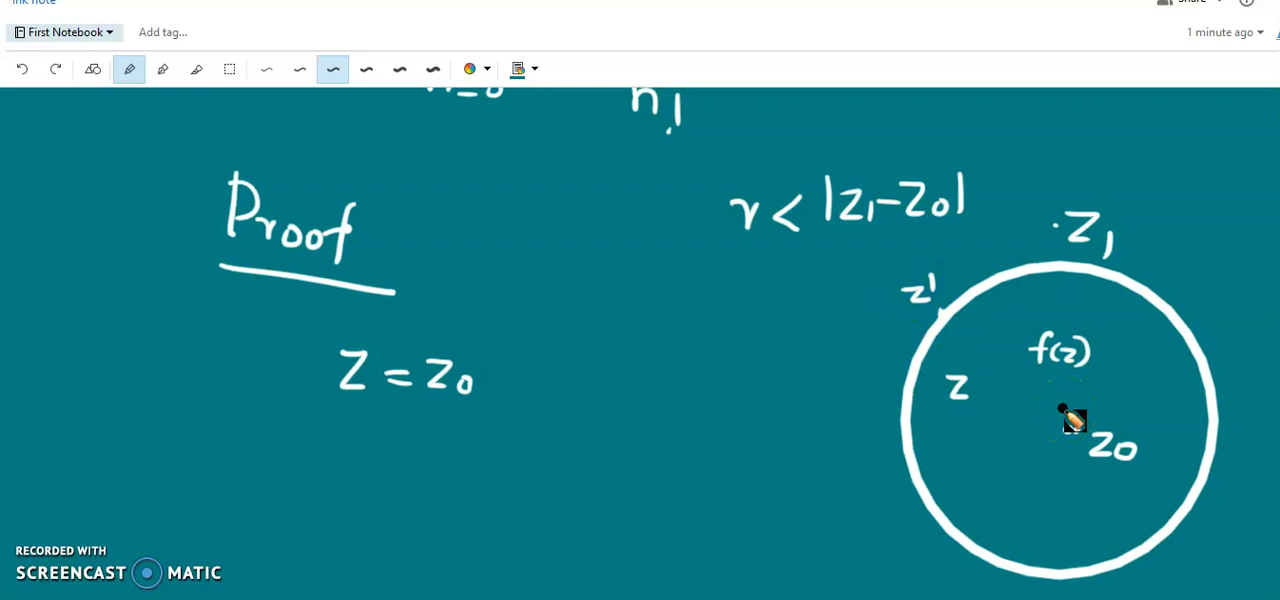 First Notebook
Add tag...
1 minute ago
n!
Proof
r < |z₁-z₀|
.z₁
z'
f(z)
z = z₀
z
z₀
RECORDED WITH
SCREENCAST MATIC